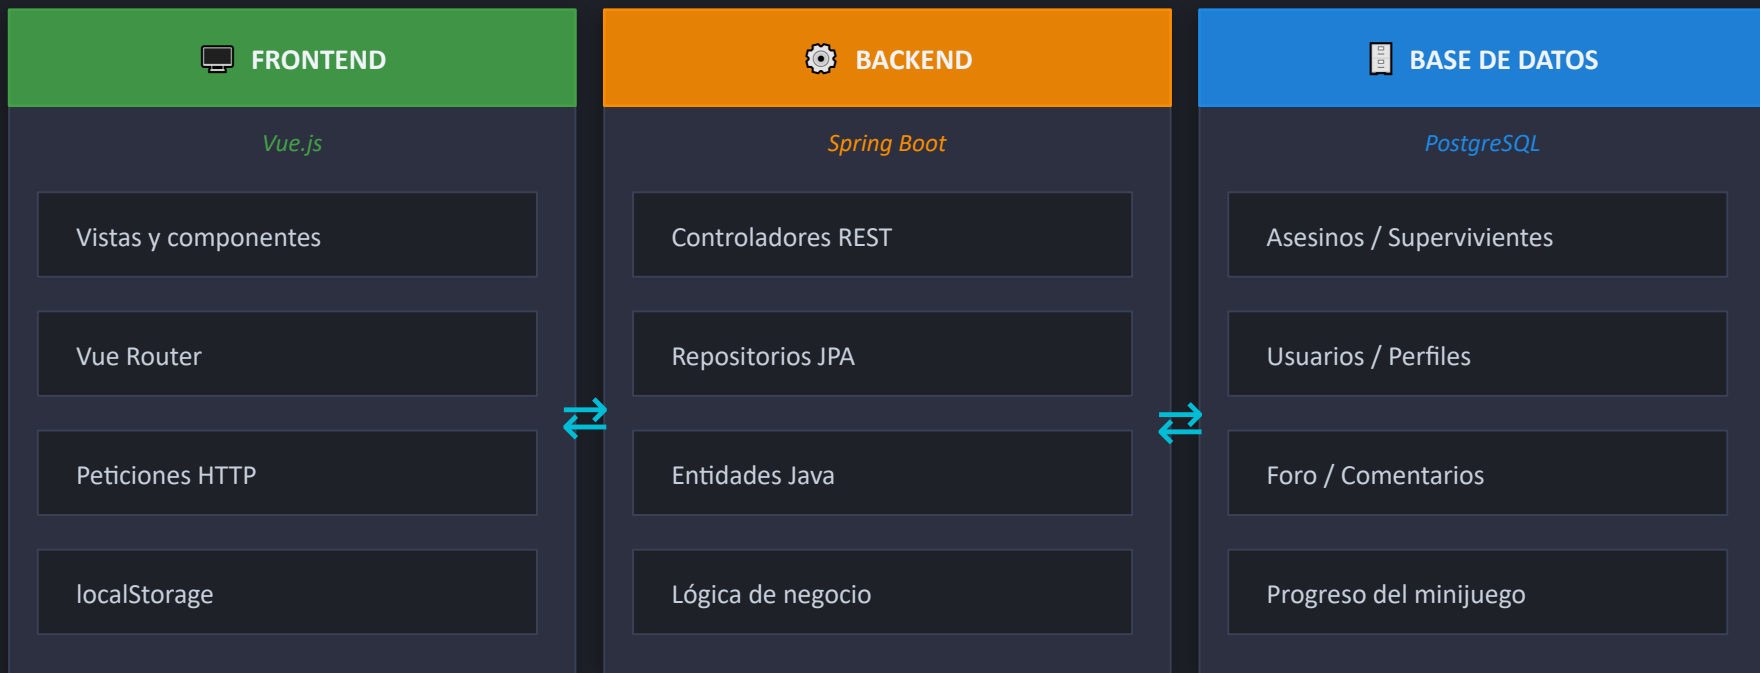 FRONTEND
Vue.js
Vistas y componentes
Vue Router
Peticiones HTTP
localStorage
BACKEND
Spring Boot
Controladores REST
Repositorios JPA
Entidades Java
Lógica de negocio
BASE DE DATOS
PostgreSQL
Asesinos / Supervivientes
Usuarios / Perfiles
Foro / Comentarios
Progreso del minijuego